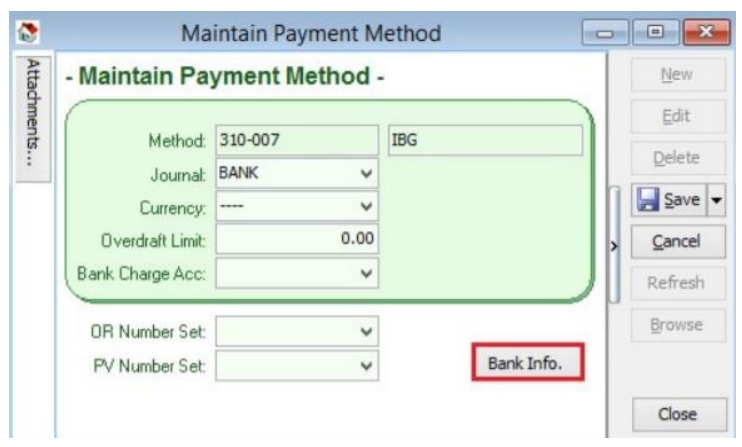 Maintain Payment Method
Attachments...
- Maintain Payment Method -
Method: 310-007 IBG
Journal: BANK
Currency: ----
Overdraft Limit: 0.00
Bank Charge Acc:
OR Number Set:
PV Number Set:
Bank Info.
New
Edit
Delete
Save
Cancel
Refresh
Browse
Close